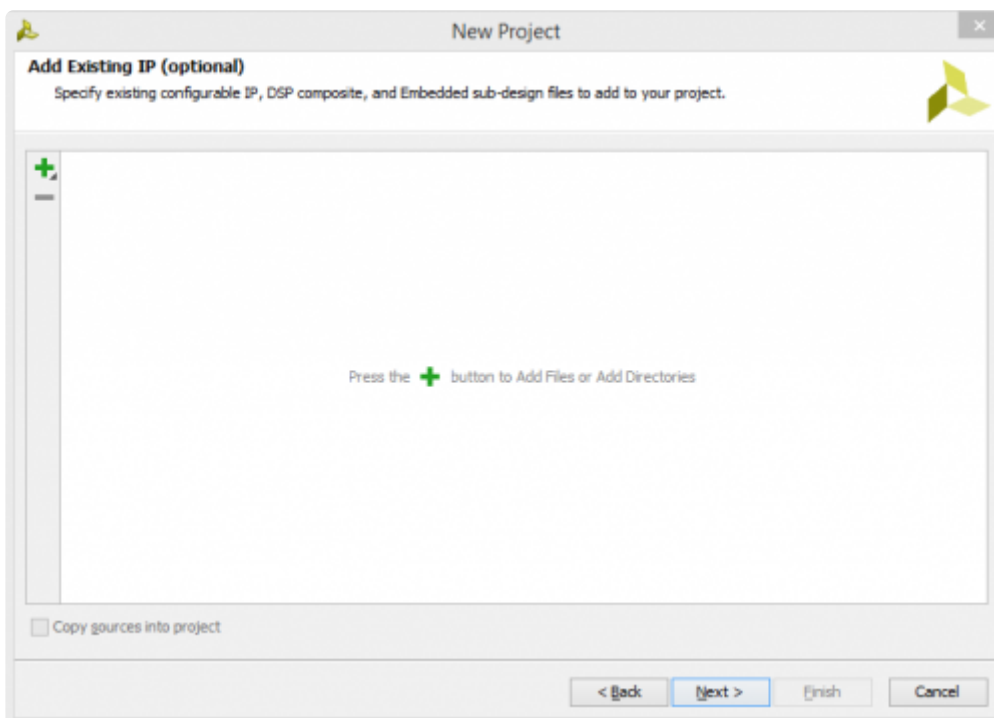 New Project
Add Existing IP (optional)
Specify existing configurable IP, DSP composite, and Embedded sub-design files to add to your project.
Press the + button to Add Files or Add Directories
Copy sources into project
< Back Next > Finish Cancel